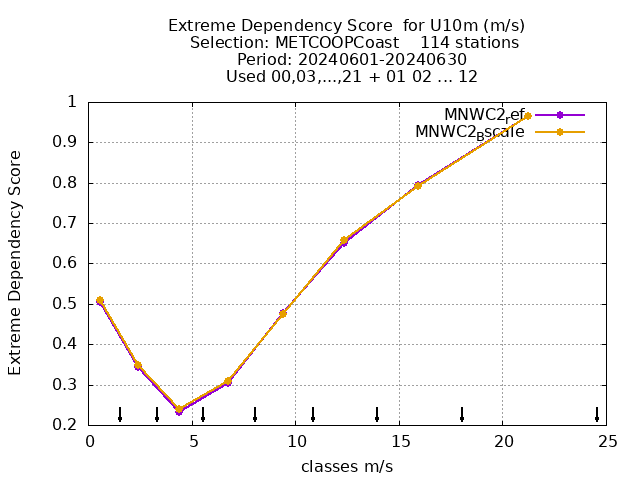 Extreme Dependency Score for U10m (m/s)
Selection: METCOOPCoast 114 stations
Period: 20240601-20240630
Used 00,03,...,21 + 01 02 ... 12
MNWC2ref
MNWC2Bscale
Extreme Dependency Score
1
0.9
0.8
0.7
0.6
0.5
0.4
0.3
0.2
0 5 10 15 20 25
classes m/s